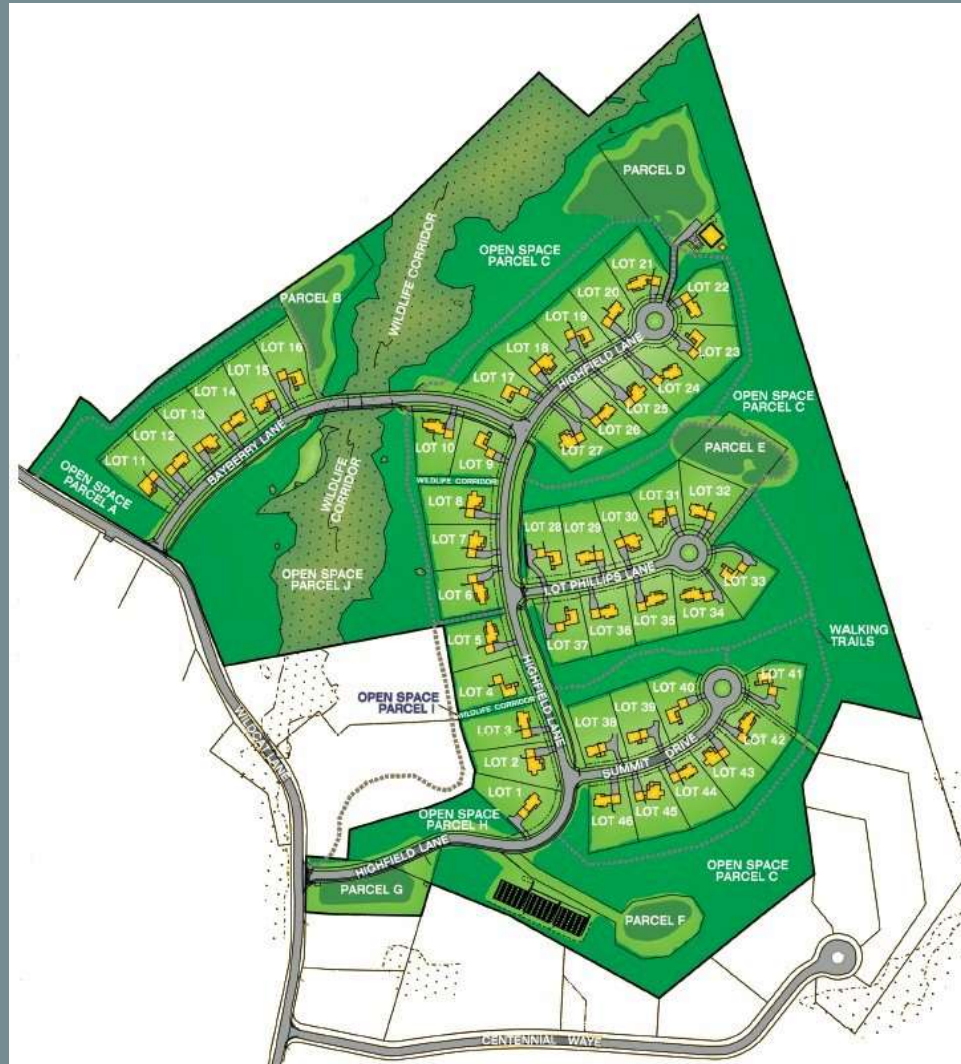 PARCEL D
WILDLIFE CORRIDOR
OPEN SPACE
PARCEL C
LOT 21
LOT 22
PARCEL B
LOT 20
LOT 19
LOT 23
LOT 16
LOT 18
HIGHFIELD LANE
LOT 15
LOT 17
LOT 24
LOT 14
LOT 25
OPEN SPACE
PARCEL C
LOT 13
LOT 26
LOT 12
BAYBERRY LANE
LOT 10
LOT 27
LOT 11
LOT 9
PARCEL E
OPEN SPACE
PARCEL A
WILDLIFE CORRIDOR
WILDLIFE
CORRIDOR
LOT 8
LOT 31
LOT 32
LOT 30
LOT 28
LOT 29
LOT 7
OPEN SPACE
PARCEL J
LOT PHILLIPS LANE
LOT 33
LOT 6
LOT 34
LOT 35
LOT 36
LOT 37
WALKING
TRAILS
LOT 5
HIGHFIELD LANE
LOT 41
LOT 4
LOT 40
OPEN SPACE
PARCEL I
WILDLIFE CORRIDOR
LOT 39
LOT 3
LOT 38
WILDCAT LANE
LOT 42
LOT 2
SUMMIT DRIVE
LOT 43
LOT 1
LOT 44
LOT 45
LOT 46
OPEN SPACE
PARCEL H
HIGHFIELD LANE
OPEN SPACE
PARCEL C
PARCEL G
PARCEL F
CENTENNIAL WAYE